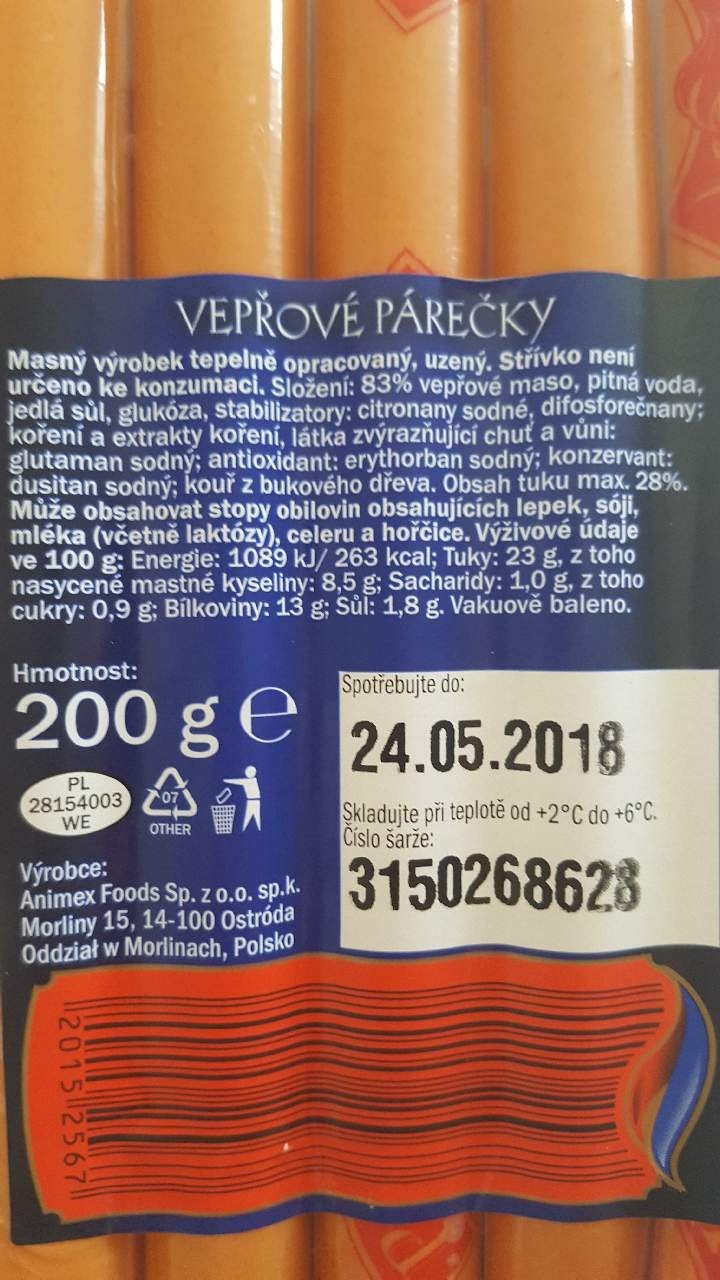 VEPŘOVÉ PÁREČKY
Masný výrobek tepelně opracovaný, uzený. Střívko není
určeno ke konzumaci. Složení: 83% vepřové maso, pitná voda,
jedlá sůl, glukóza, stabilizatory: citronany sodné, difosforečnany;
koření a extrakty koření, látka zvýrazňující chuť a vůni:
glutaman sodný; antioxidant: erythorban sodný; konzervant:
dusitan sodný; kouř z bukového dřeva. Obsah tuku max. 28%.
Může obsahovat stopy obilovin obsahujících lepek, sóji,
mléka (včetně laktózy), celeru a hořčice. Výživové údaje
ve 100 g: Energie: 1089 kJ/ 263 kcal; Tuky: 23 g, z toho
nasycené mastné kyseliny: 8,5 g; Sacharidy: 1,0 g, z toho
cukry: 0,9 g; Bílkoviny: 13 g; Sůl: 1,8 g. Vakuově baleno.
Hmotnost:
200 g e
PL
28154003
WE
07
OTHER
Výrobce:
Animex Foods Sp. z o.o. sp.k.
Morliny 15, 14-100 Ostróda
Oddział w Morlinach, Polsko
Spotřebujte do:
24.05.2018
Skladujte při teplotě od +2°C do +6°C.
Číslo šarže:
3150268628
20151256 7